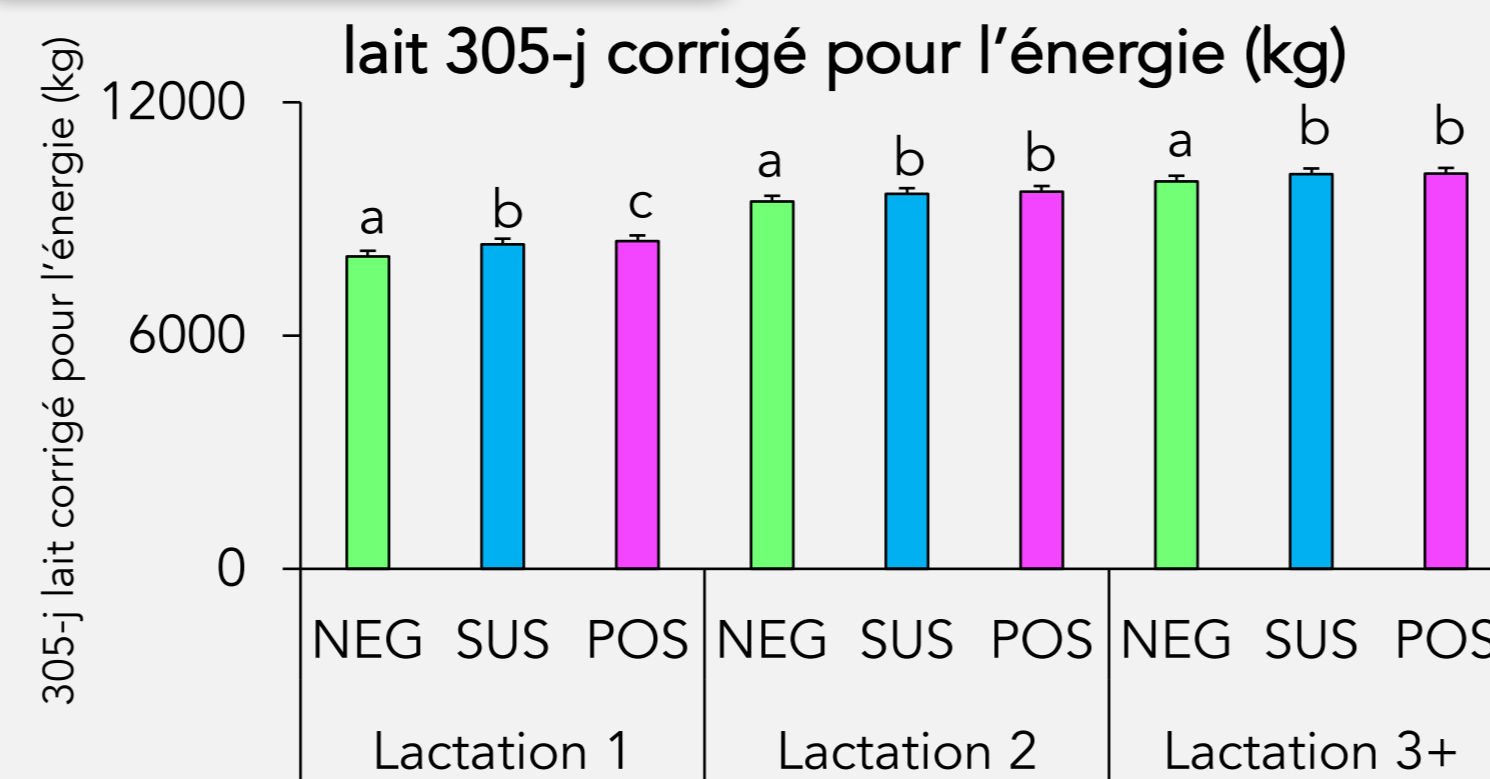 lait 305-j corrigé pour l'énergie (kg)
305-j lait corrigé pour l'énergie (kg)
12000
6000
0
a b c a b b a b b
NEG SUS POS NEG SUS POS NEG SUS POS
Lactation 1 Lactation 2 Lactation 3+